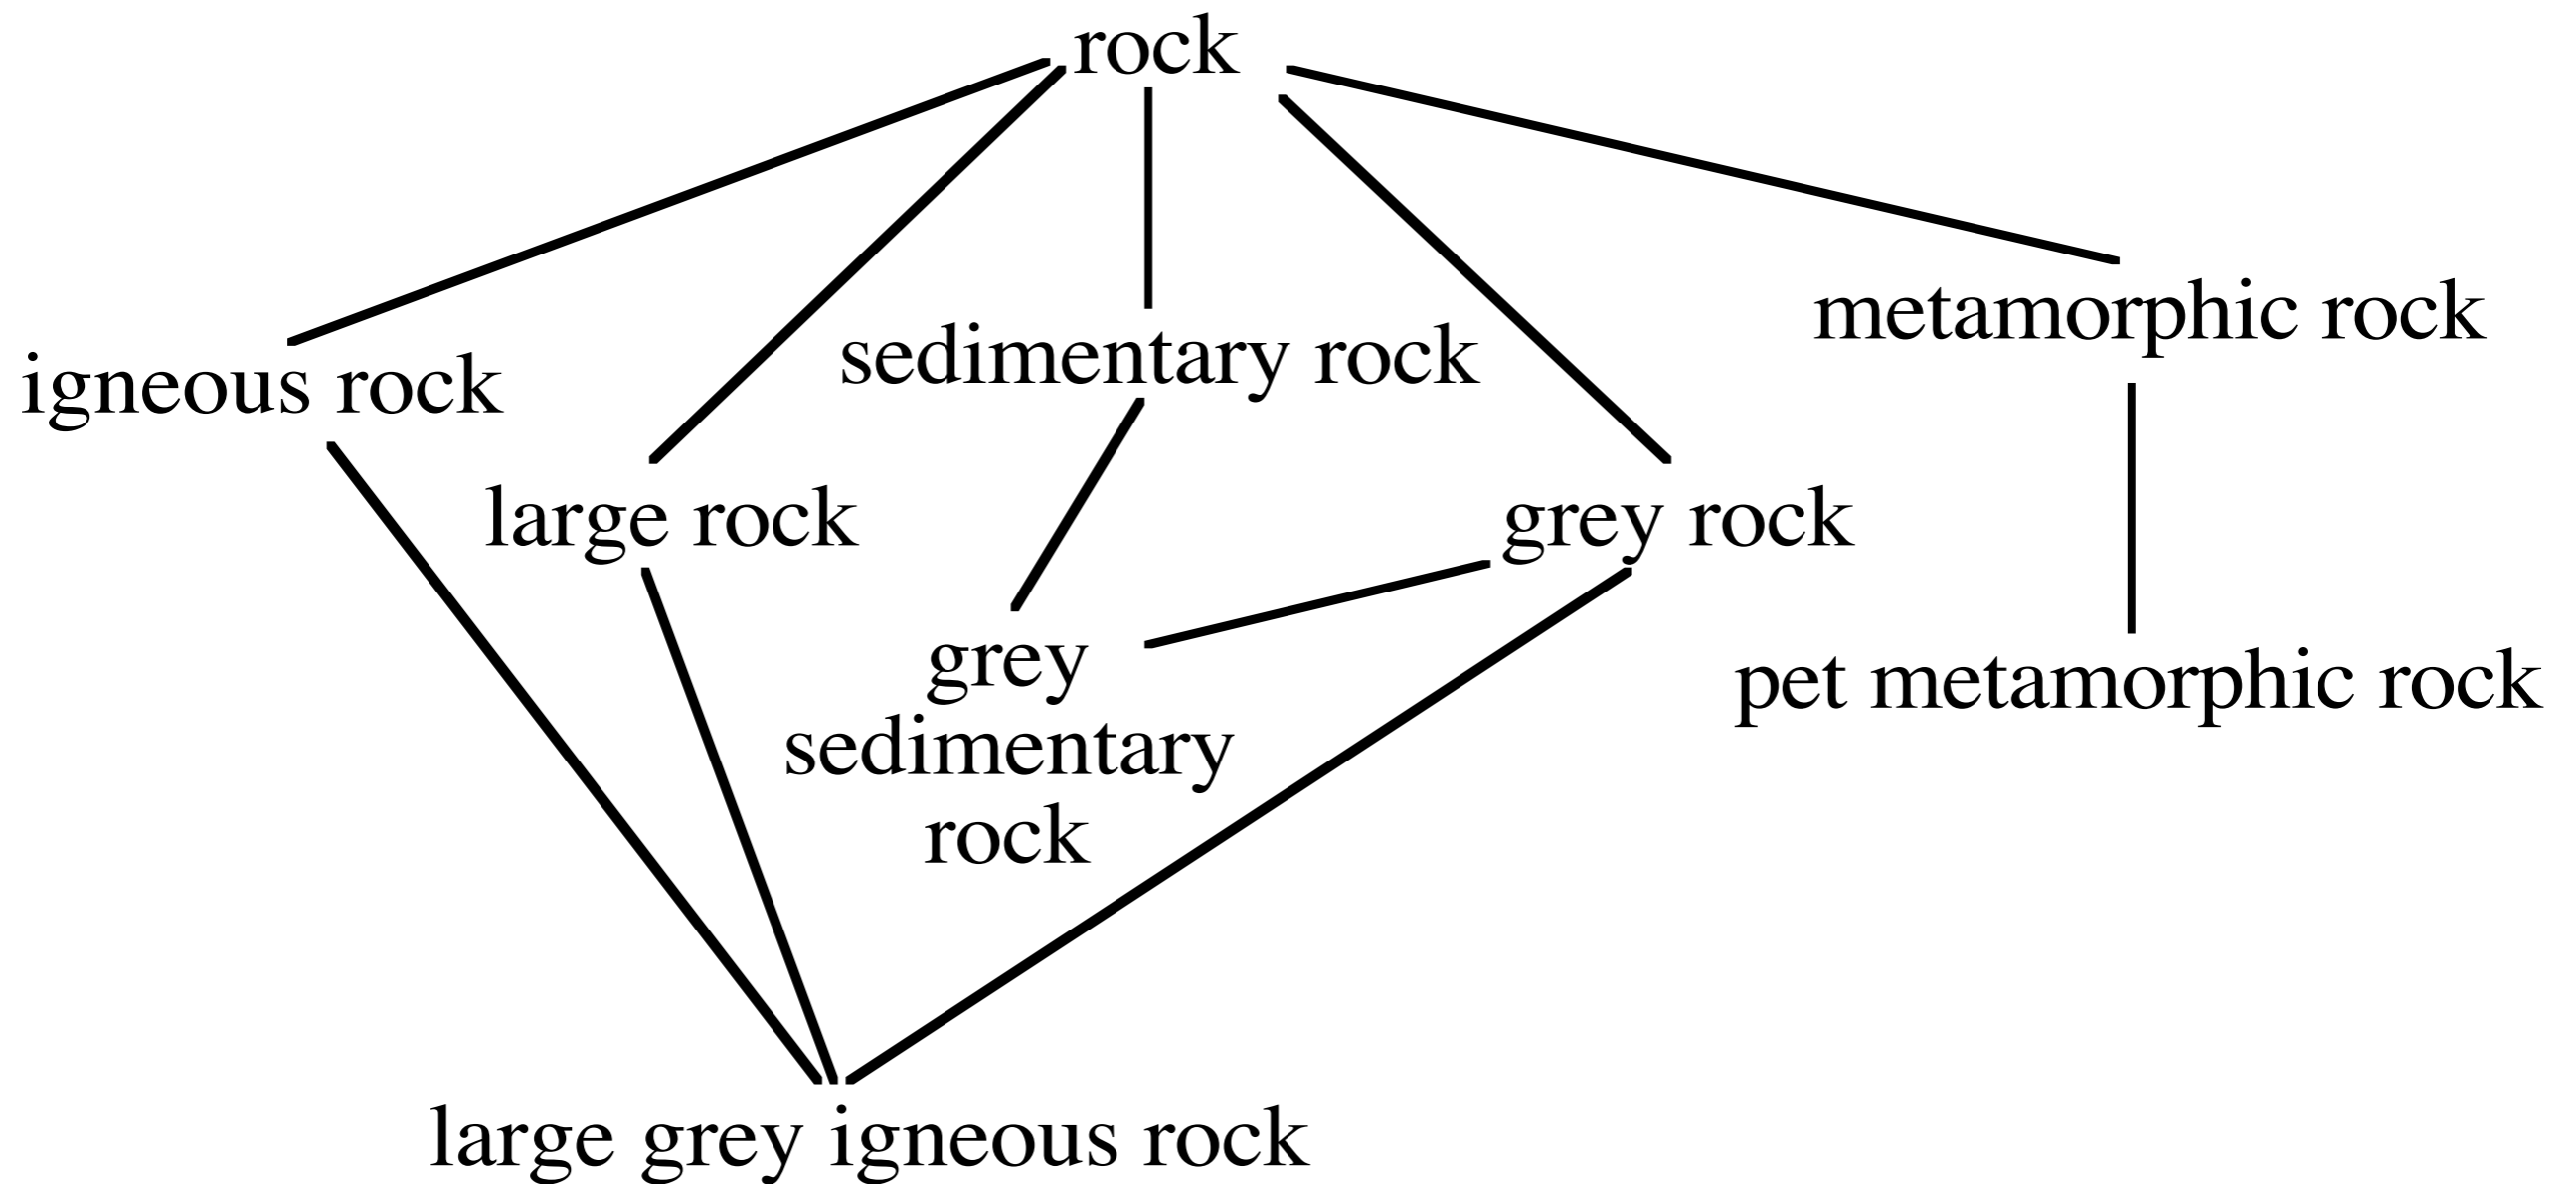 rock
metamorphic rock
sedimentary rock
igneous rock
large rock
grey rock
grey
sedimentary
rock
pet metamorphic rock
large grey igneous rock